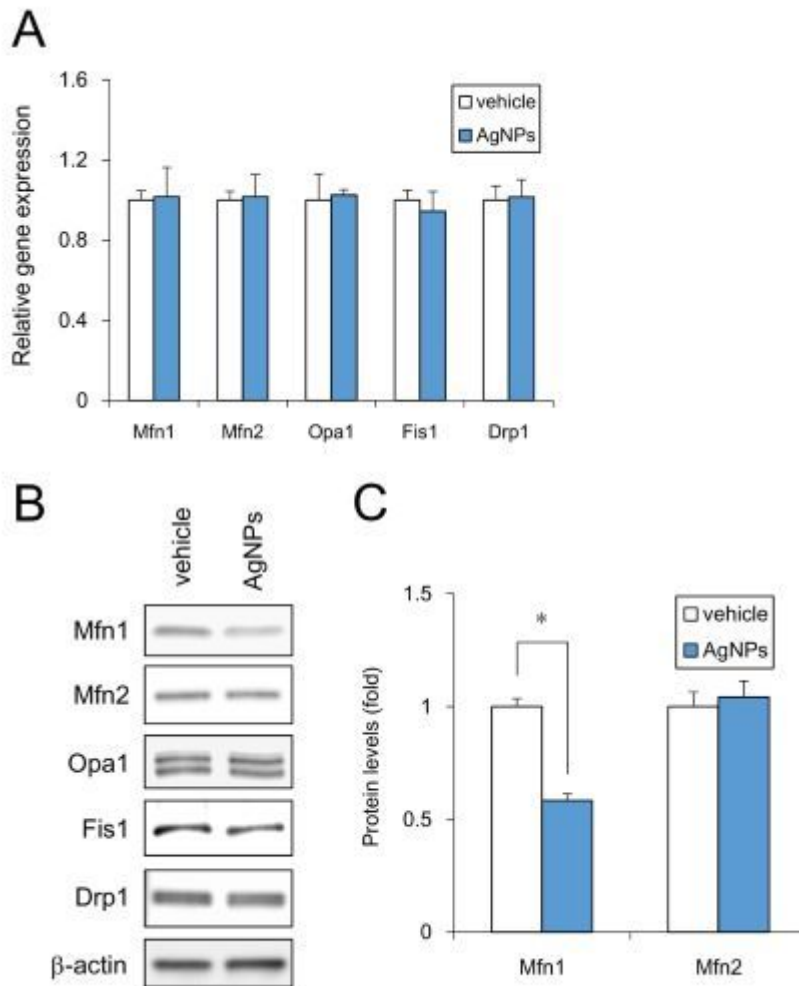 A
1.6
1.2
0.8
0.4
0
Relative gene expression
vehicle
AgNPs
Mfn1 Mfn2 Opa1 Fis1 Drp1
B
vehicle AgNPs
Mfn1
Mfn2
Opa1
Fis1
Drp1
β-actin
C
1.5
1
0.5
0
Protein levels (fold)
vehicle
AgNPs
*
Mfn1 Mfn2